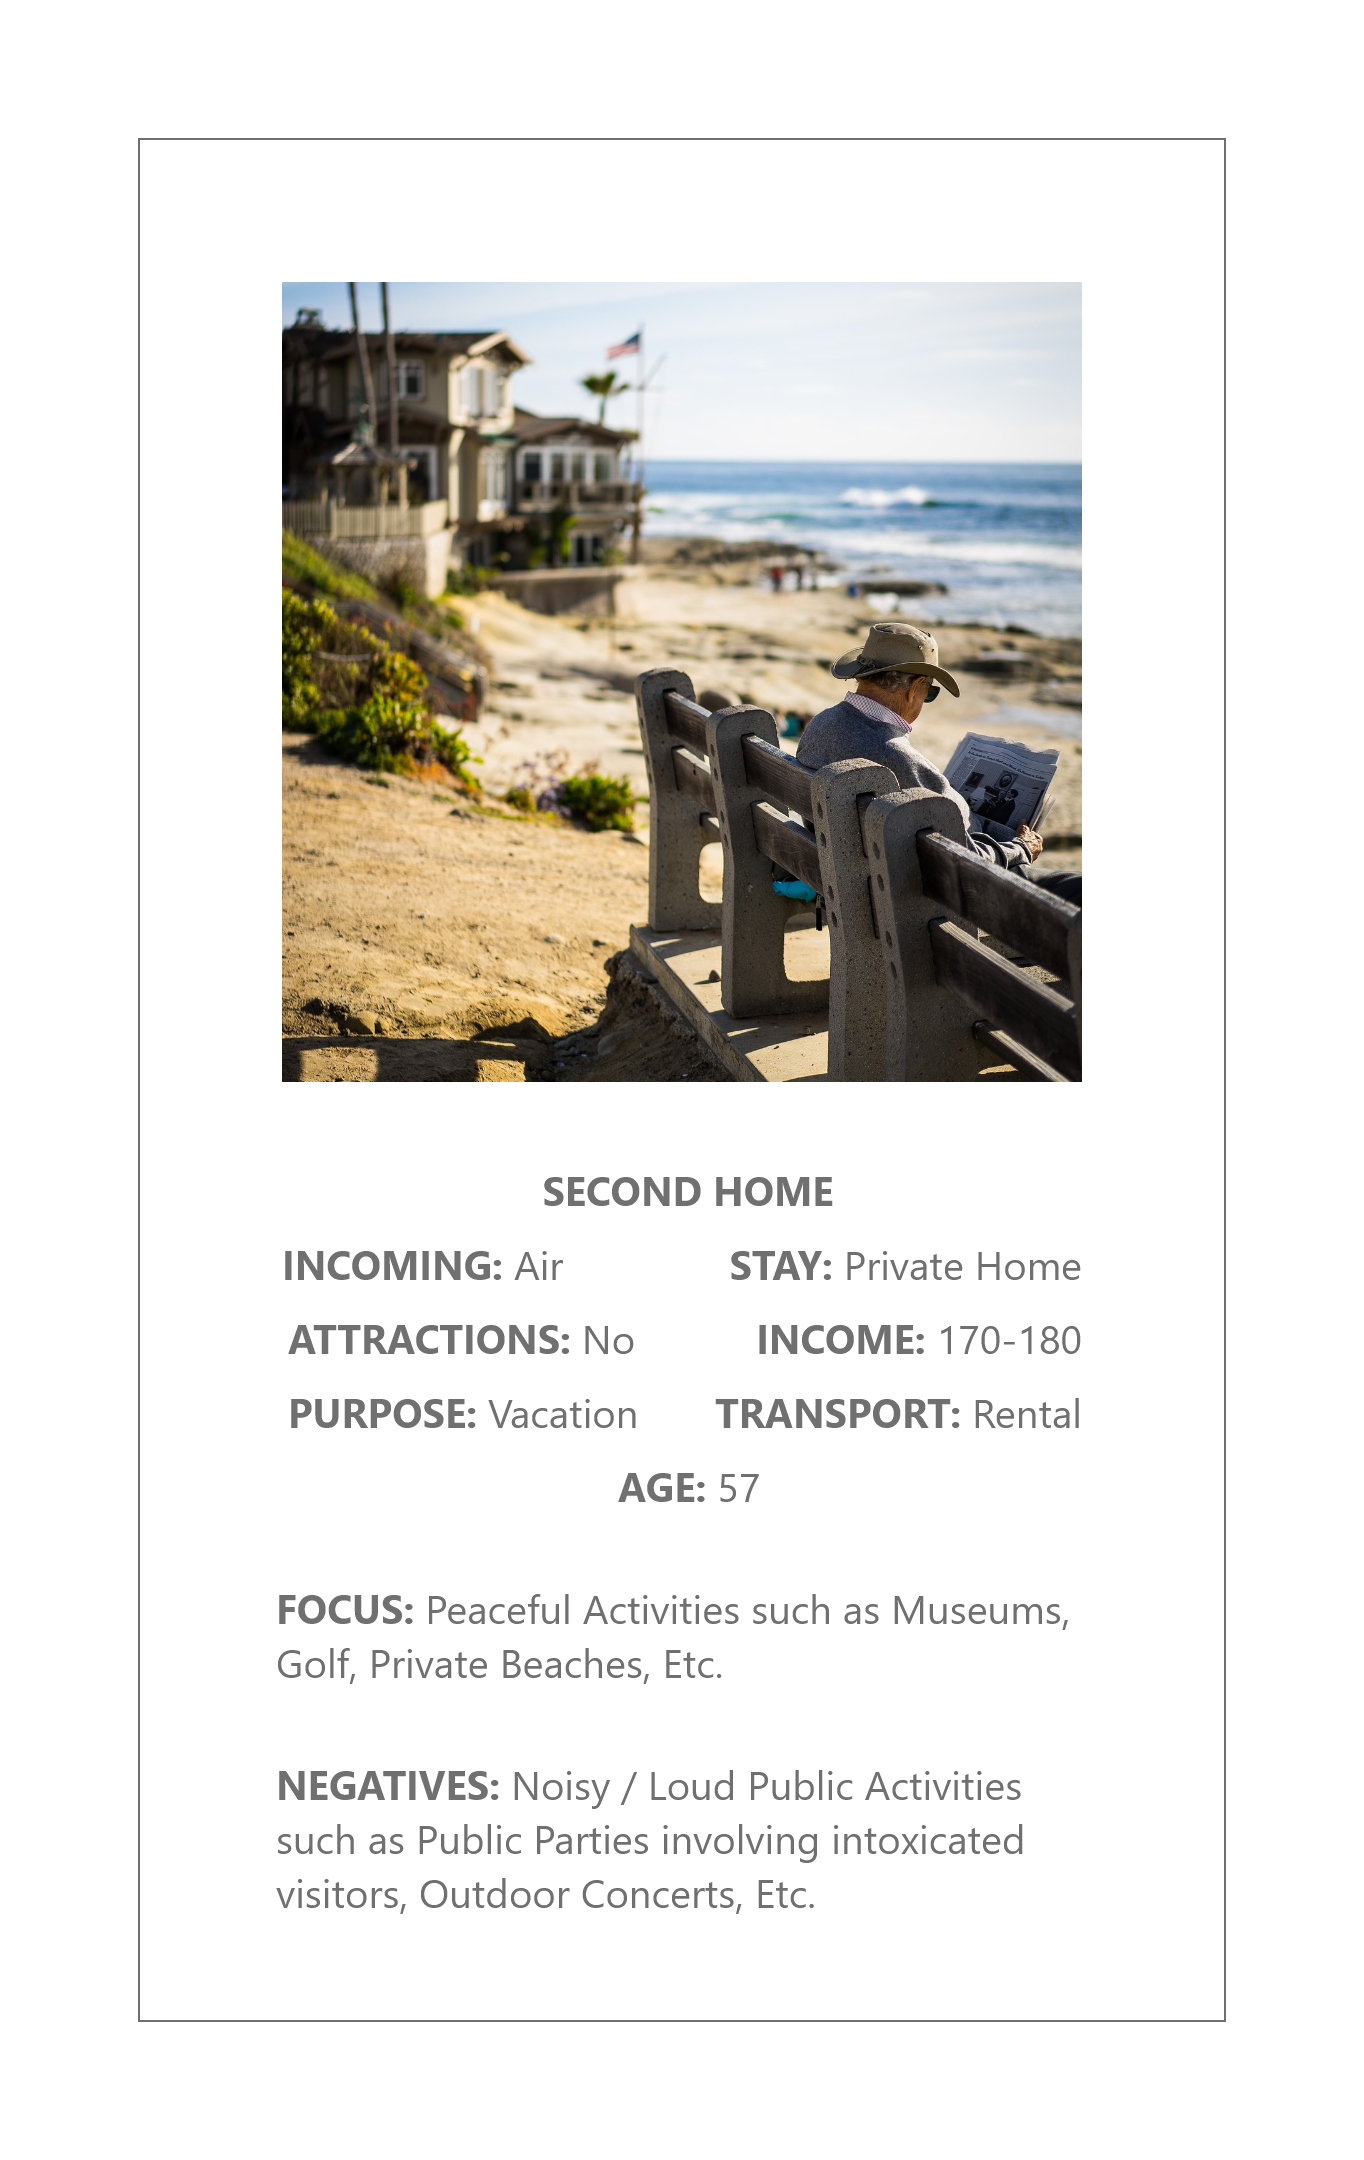 SECOND HOME
INCOMING: Air STAY: Private Home
ATTRACTIONS: No INCOME: 170-180
PURPOSE: Vacation TRANSPORT: Rental
AGE: 57
FOCUS: Peaceful Activities such as Museums,
Golf, Private Beaches, Etc.
NEGATIVES: Noisy / Loud Public Activities
such as Public Parties involving intoxicated
visitors, Outdoor Concerts, Etc.